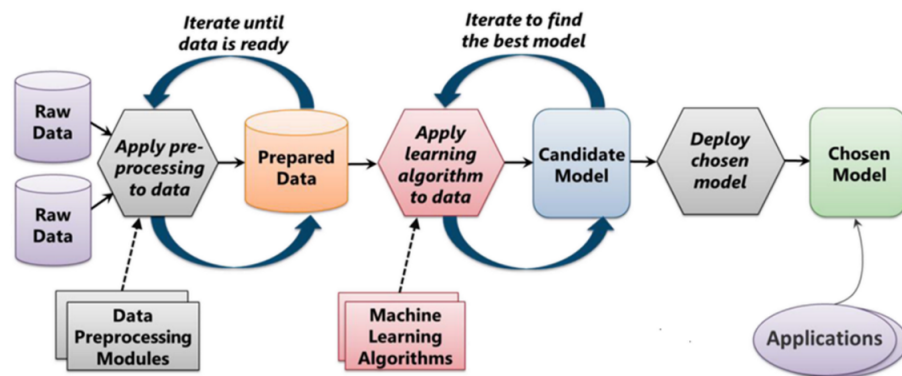 Iterate until
data is ready
Iterate to find
the best model
Raw
Data
Raw
Data
Apply pre-
processing
to data
Prepared
Data
Apply
learning
algorithm
to data
Candidate
Model
Deploy
chosen
model
Chosen
Model
Data
Preprocessing
Modules
Machine
Learning
Algorithms
Applications